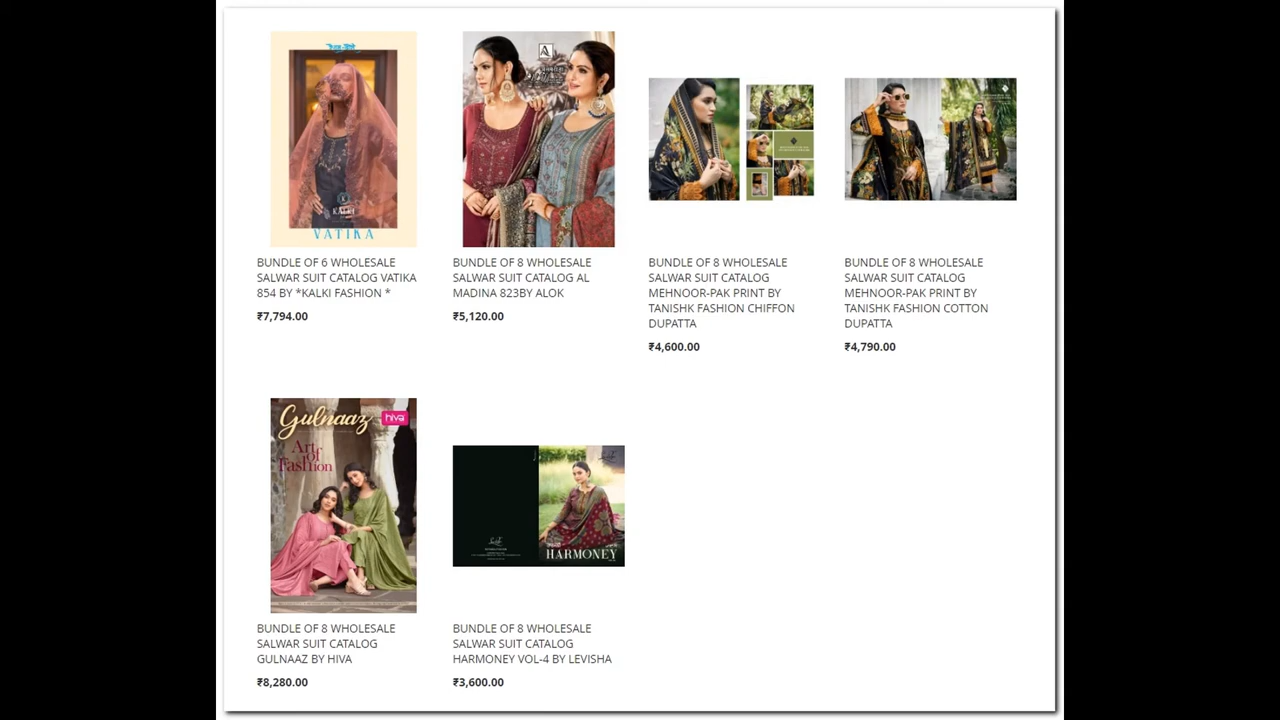 KALKI
VATIKA
BUNDLE OF 6 WHOLESALE
SALWAR SUIT CATALOG VATIKA
854 BY *KALKI FASHION *
₹7,794.00
BUNDLE OF 8 WHOLESALE
SALWAR SUIT CATALOG AL
MADINA 823BY ALOK
₹5,120.00
BUNDLE OF 8 WHOLESALE
SALWAR SUIT CATALOG
MEHNOOR-PAK PRINT BY
TANISHK FASHION CHIFFON
DUPATTA
₹4,600.00
BUNDLE OF 8 WHOLESALE
SALWAR SUIT CATALOG
MEHNOOR-PAK PRINT BY
TANISHK FASHION COTTON
DUPATTA
₹4,790.00
Gulnaaz
hiva
Art
of
Fashion
BUNDLE OF 8 WHOLESALE
SALWAR SUIT CATALOG
GULNAAZ BY HIVA
₹8,280.00
HARMONEY
BUNDLE OF 8 WHOLESALE
SALWAR SUIT CATALOG
HARMONEY VOL-4 BY LEVISHA
₹3,600.00